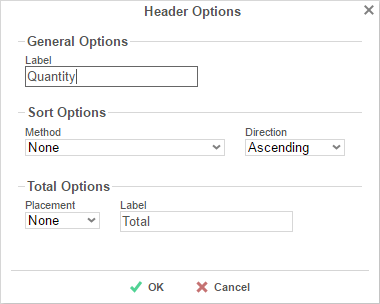 Header Options
General Options
Label
Quantity
Sort Options
Method Direction
None Ascending
Total Options
Placement Label
None Total
OK Cancel